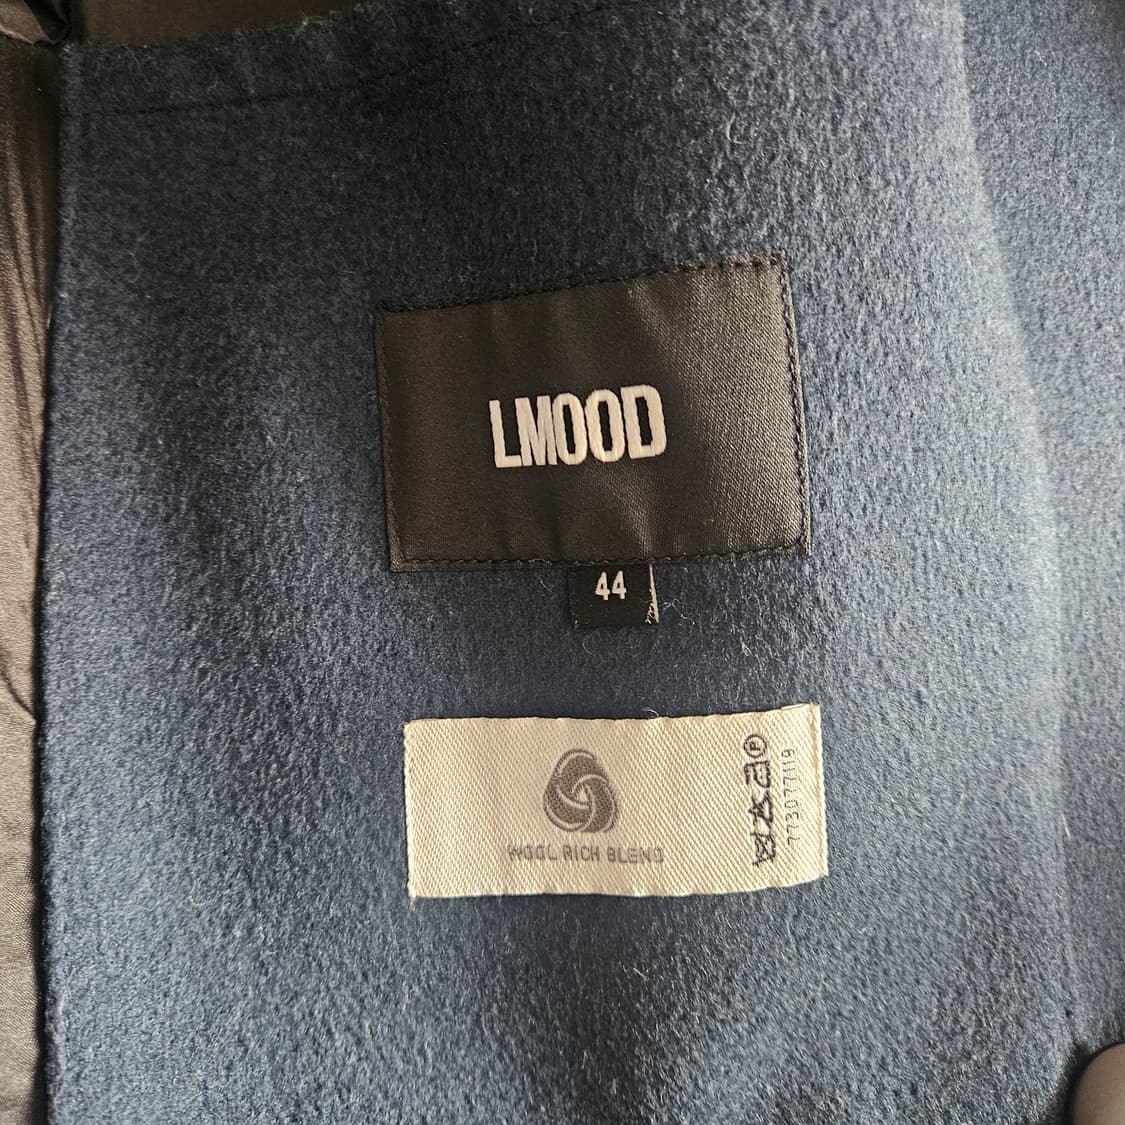 LMOOD
44
WOOL RICH BLEND
P
773077119